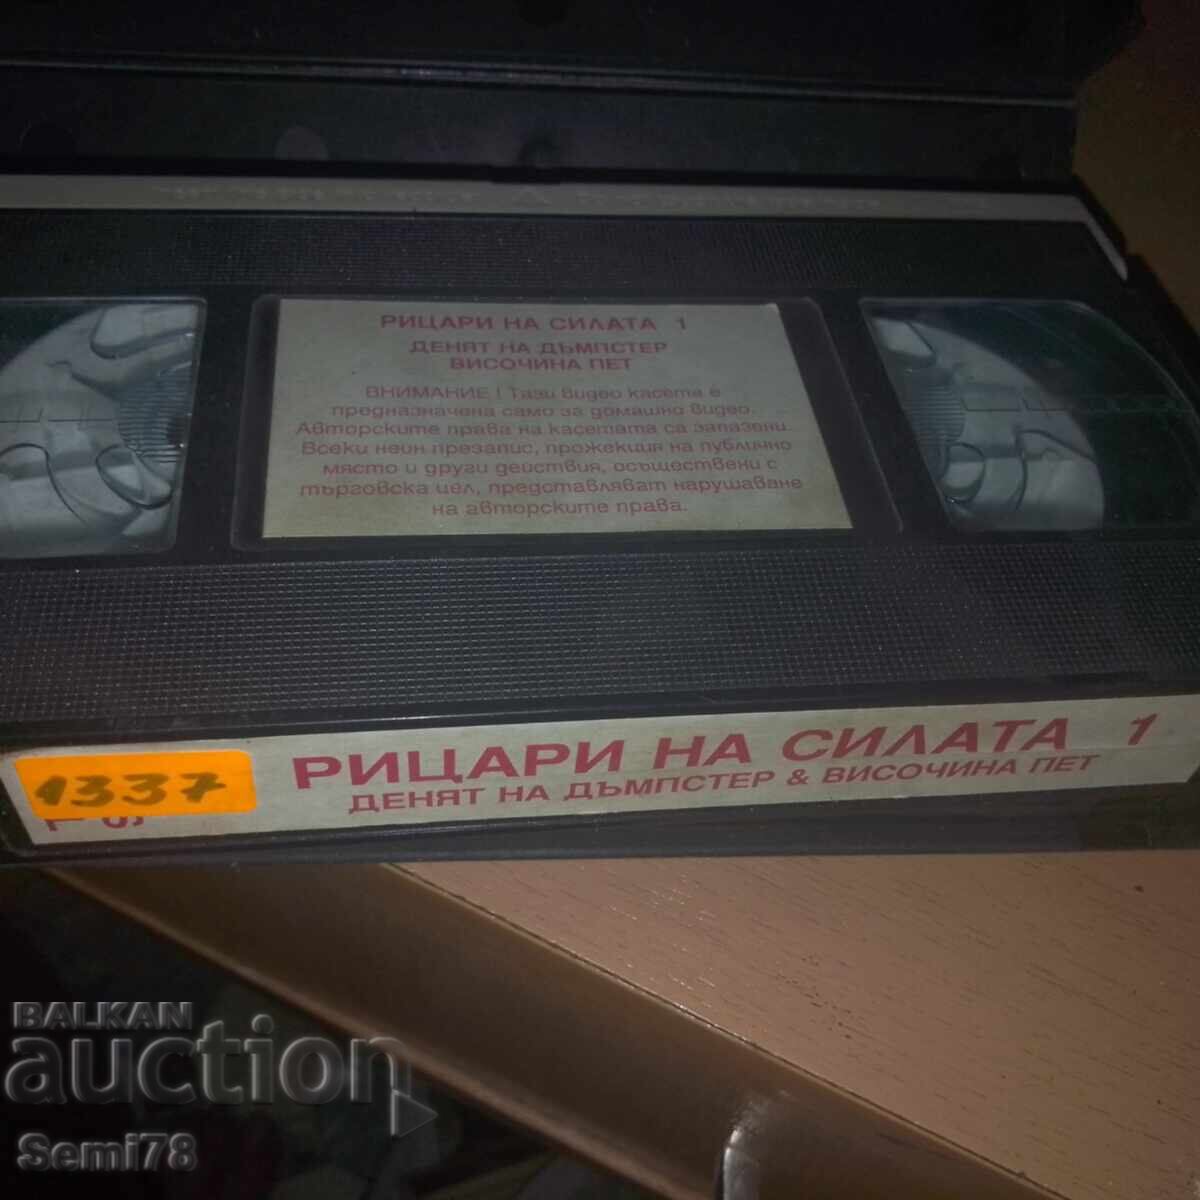 РИЦАРИ НА СИЛАТА 1
ДЕНЯТ НА ДЪМПСТЕР
ВИСОЧИНА ПЕТ
ВНИМАНИЕ ! Тази видео касета е
предназначена само за домашно видео.
Авторските права на касетата са запазени.
Всеки неин презапис, прожекция на публично
място и други действия, осъществени с
търговска цел, представляват нарушаване
на авторските права.
РИЦАРИ НА СИЛАТА 1
ДЕНЯТ НА ДЪМПСТЕР & ВИСОЧИНА ПЕТ
1337
BALKAN
auction
Semi78